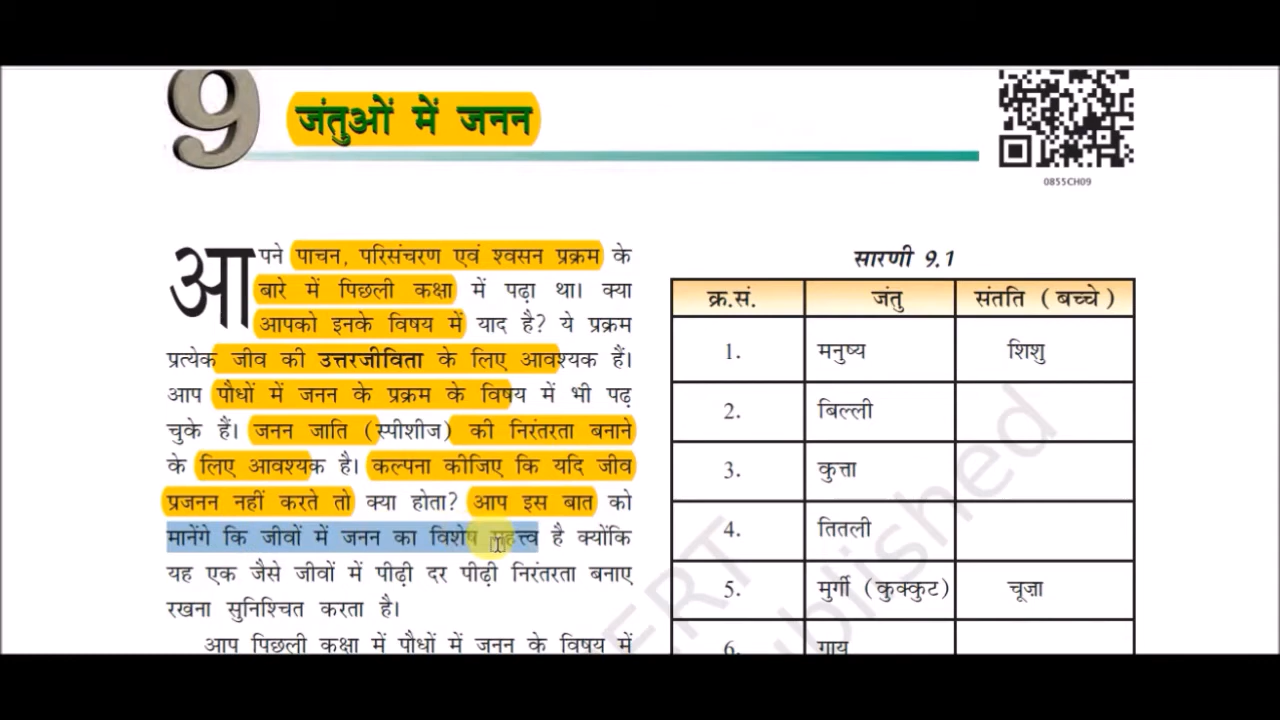 9 जंतुओं में जनन
0855CH09
आपने पाचन, परिसंचरण एवं श्वसन प्रक्रम के
बारे में पिछली कक्षा में पढ़ा था। क्या
आपको इनके विषय में याद है? ये प्रक्रम
प्रत्येक जीव की उत्तरजीविता के लिए आवश्यक हैं।
आप पौधों में जनन के प्रक्रम के विषय में भी पढ़
चुके हैं। जनन जाति (स्पीशीज) की निरंतरता बनाने
के लिए आवश्यक है। कल्पना कीजिए कि यदि जीव
प्रजनन नहीं करते तो क्या होता? आप इस बात को
मानेंगे कि जीवों में जनन का विशेष महत्त्व है क्योंकि
यह एक जैसे जीवों में पीढ़ी दर पीढ़ी निरंतरता बनाए
रखना सुनिश्चित करता है।
आप पिछली कक्षा में पौधों में जनन के विषय में
सारणी 9.1
क्र.सं. जंतु संतति (बच्चे)
1. मनुष्य शिशु
2. बिल्ली
3. कुत्ता
4. तितली
5. मुर्गी (कुक्कुट) चूज़ा
6. गाय